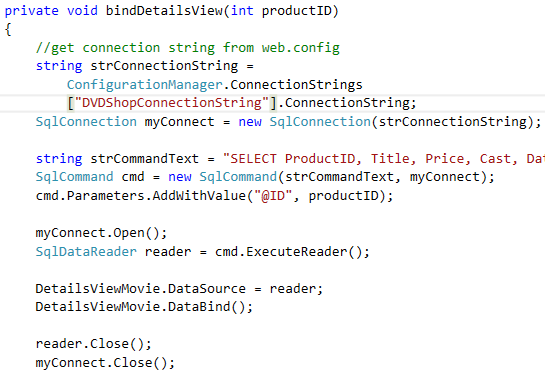 private void bindDetailsView(int productID)
{
//get connection string from web.config
string strConnectionString =
ConfigurationManager.ConnectionStrings
["DVDShopConnectionString"].ConnectionString;
SqlConnection myConnect = new SqlConnection(strConnectionString);
string strCommandText = "SELECT ProductID, Title, Price, Cast, Dat
SqlCommand cmd = new SqlCommand(strCommandText, myConnect);
cmd.Parameters.AddWithValue("@ID", productID);
myConnect.Open();
SqlDataReader reader = cmd.ExecuteReader();
DetailsViewMovie.DataSource = reader;
DetailsViewMovie.DataBind();
reader.Close();
myConnect.Close();